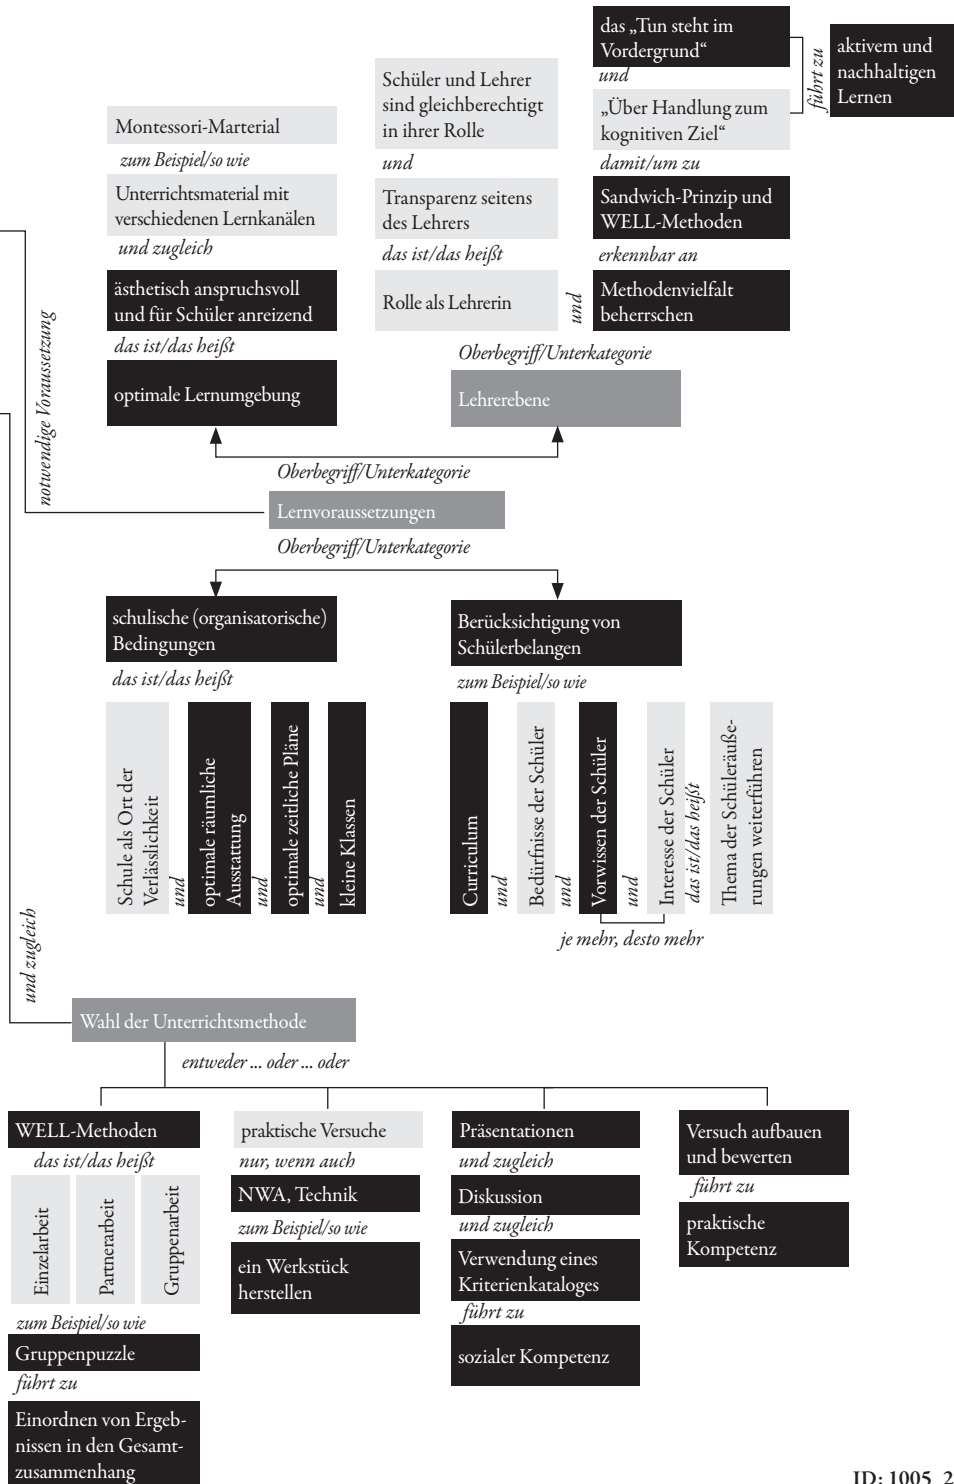 das „Tun steht im
Vordergrund“
und
„Über Handlung zum
kognitiven Ziel“
führt zu
aktivem und
nachhaltigen
Lernen
damit/um zu
Sandwich-Prinzip und
WELL-Methoden
erkennbar an
Methodenvielfalt
beherrschen
und
Schüler und Lehrer
sind gleichberechtigt
in ihrer Rolle
und
Transparenz seitens
des Lehrers
das ist/das heißt
Rolle als Lehrerin
Oberbegriff/Unterkategorie
Lehrerebene
Montessori-Marterial
zum Beispiel/so wie
Unterrichtsmaterial mit
verschiedenen Lernkanälen
und zugleich
ästhetisch anspruchsvoll
und für Schüler anreizend
das ist/das heißt
optimale Lernumgebung
notwendige Voraussetzung
Oberbegriff/Unterkategorie
Lernvoraussetzungen
Oberbegriff/Unterkategorie
schulische (organisatorische)
Bedingungen
das ist/das heißt
Schule als Ort der
Verlässlichkeit
und
optimale räumliche
Ausstattung
und
optimale zeitliche Pläne
und
kleine Klassen
Berücksichtigung von
Schülerbelangen
zum Beispiel/so wie
Curriculum
und
Bedürfnisse der Schüler
und
Vorwissen der Schüler
und
Interesse der Schüler
das ist/das heißt
Thema der Schüleräuße-
rungen weiterführen
je mehr, desto mehr
und zugleich
Wahl der Unterrichtsmethode
entweder ... oder ... oder
WELL-Methoden
das ist/das heißt
Einzelarbeit
Partnerarbeit
Gruppenarbeit
zum Beispiel/so wie
Gruppenpuzzle
führt zu
Einordnen von Ergeb-
nissen in den Gesamt-
zusammenhang
praktische Versuche
nur, wenn auch
NWA, Technik
zum Beispiel/so wie
ein Werkstück
herstellen
Präsentationen
und zugleich
Diskussion
und zugleich
Verwendung eines
Kriterienkataloges
führt zu
sozialer Kompetenz
Versuch aufbauen
und bewerten
führt zu
praktische
Kompetenz
ID: 1005_2